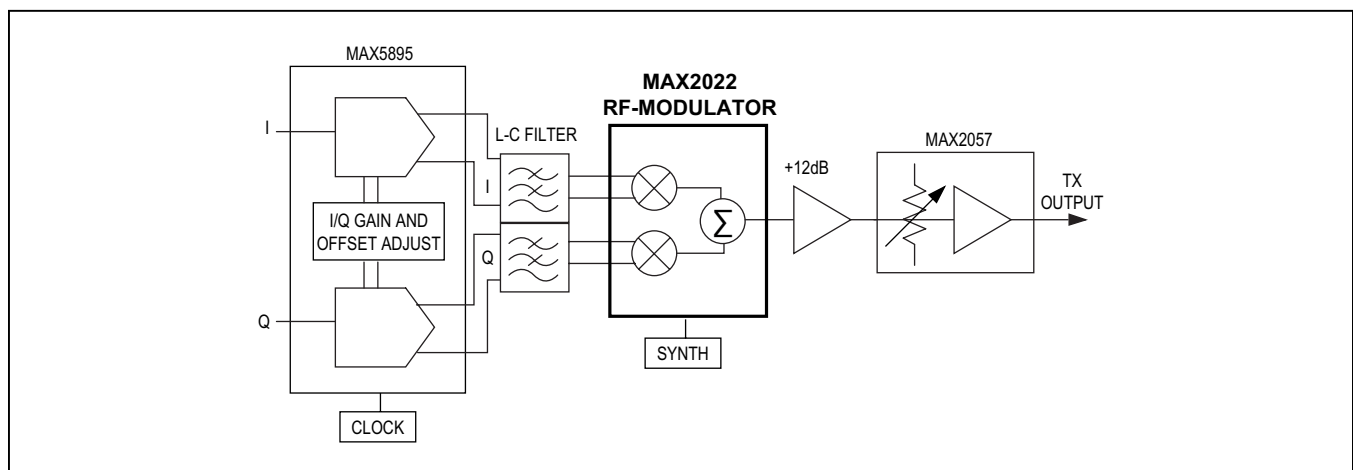 MAX5895
I
I/Q GAIN AND
OFFSET ADJUST
Q
CLOCK
L-C FILTER
I
Q
MAX2022
RF-MODULATOR
Σ
SYNTH
+12dB
MAX2057
TX
OUTPUT